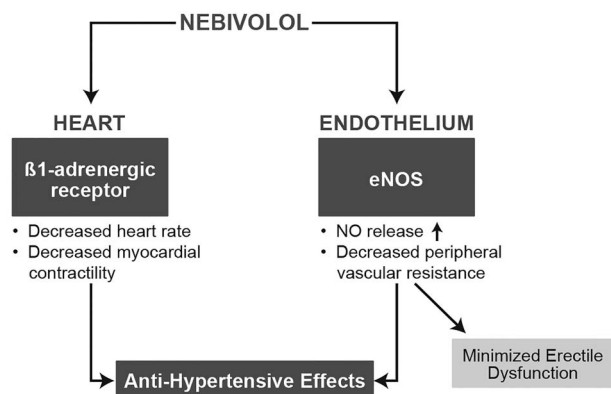 NEBIVOLOL
HEART
ß1-adrenergic
receptor
• Decreased heart rate
• Decreased myocardial
contractility
ENDOTHELIUM
eNOS
• NO release ↑
• Decreased peripheral
vascular resistance
Minimized Erectile
Dysfunction
Anti-Hypertensive Effects